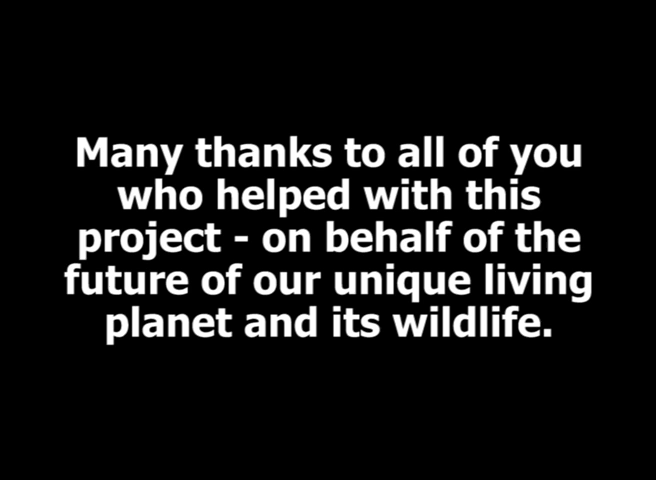 Many thanks to all of you
who helped with this
project - on behalf of the
future of our unique living
planet and its wildlife.